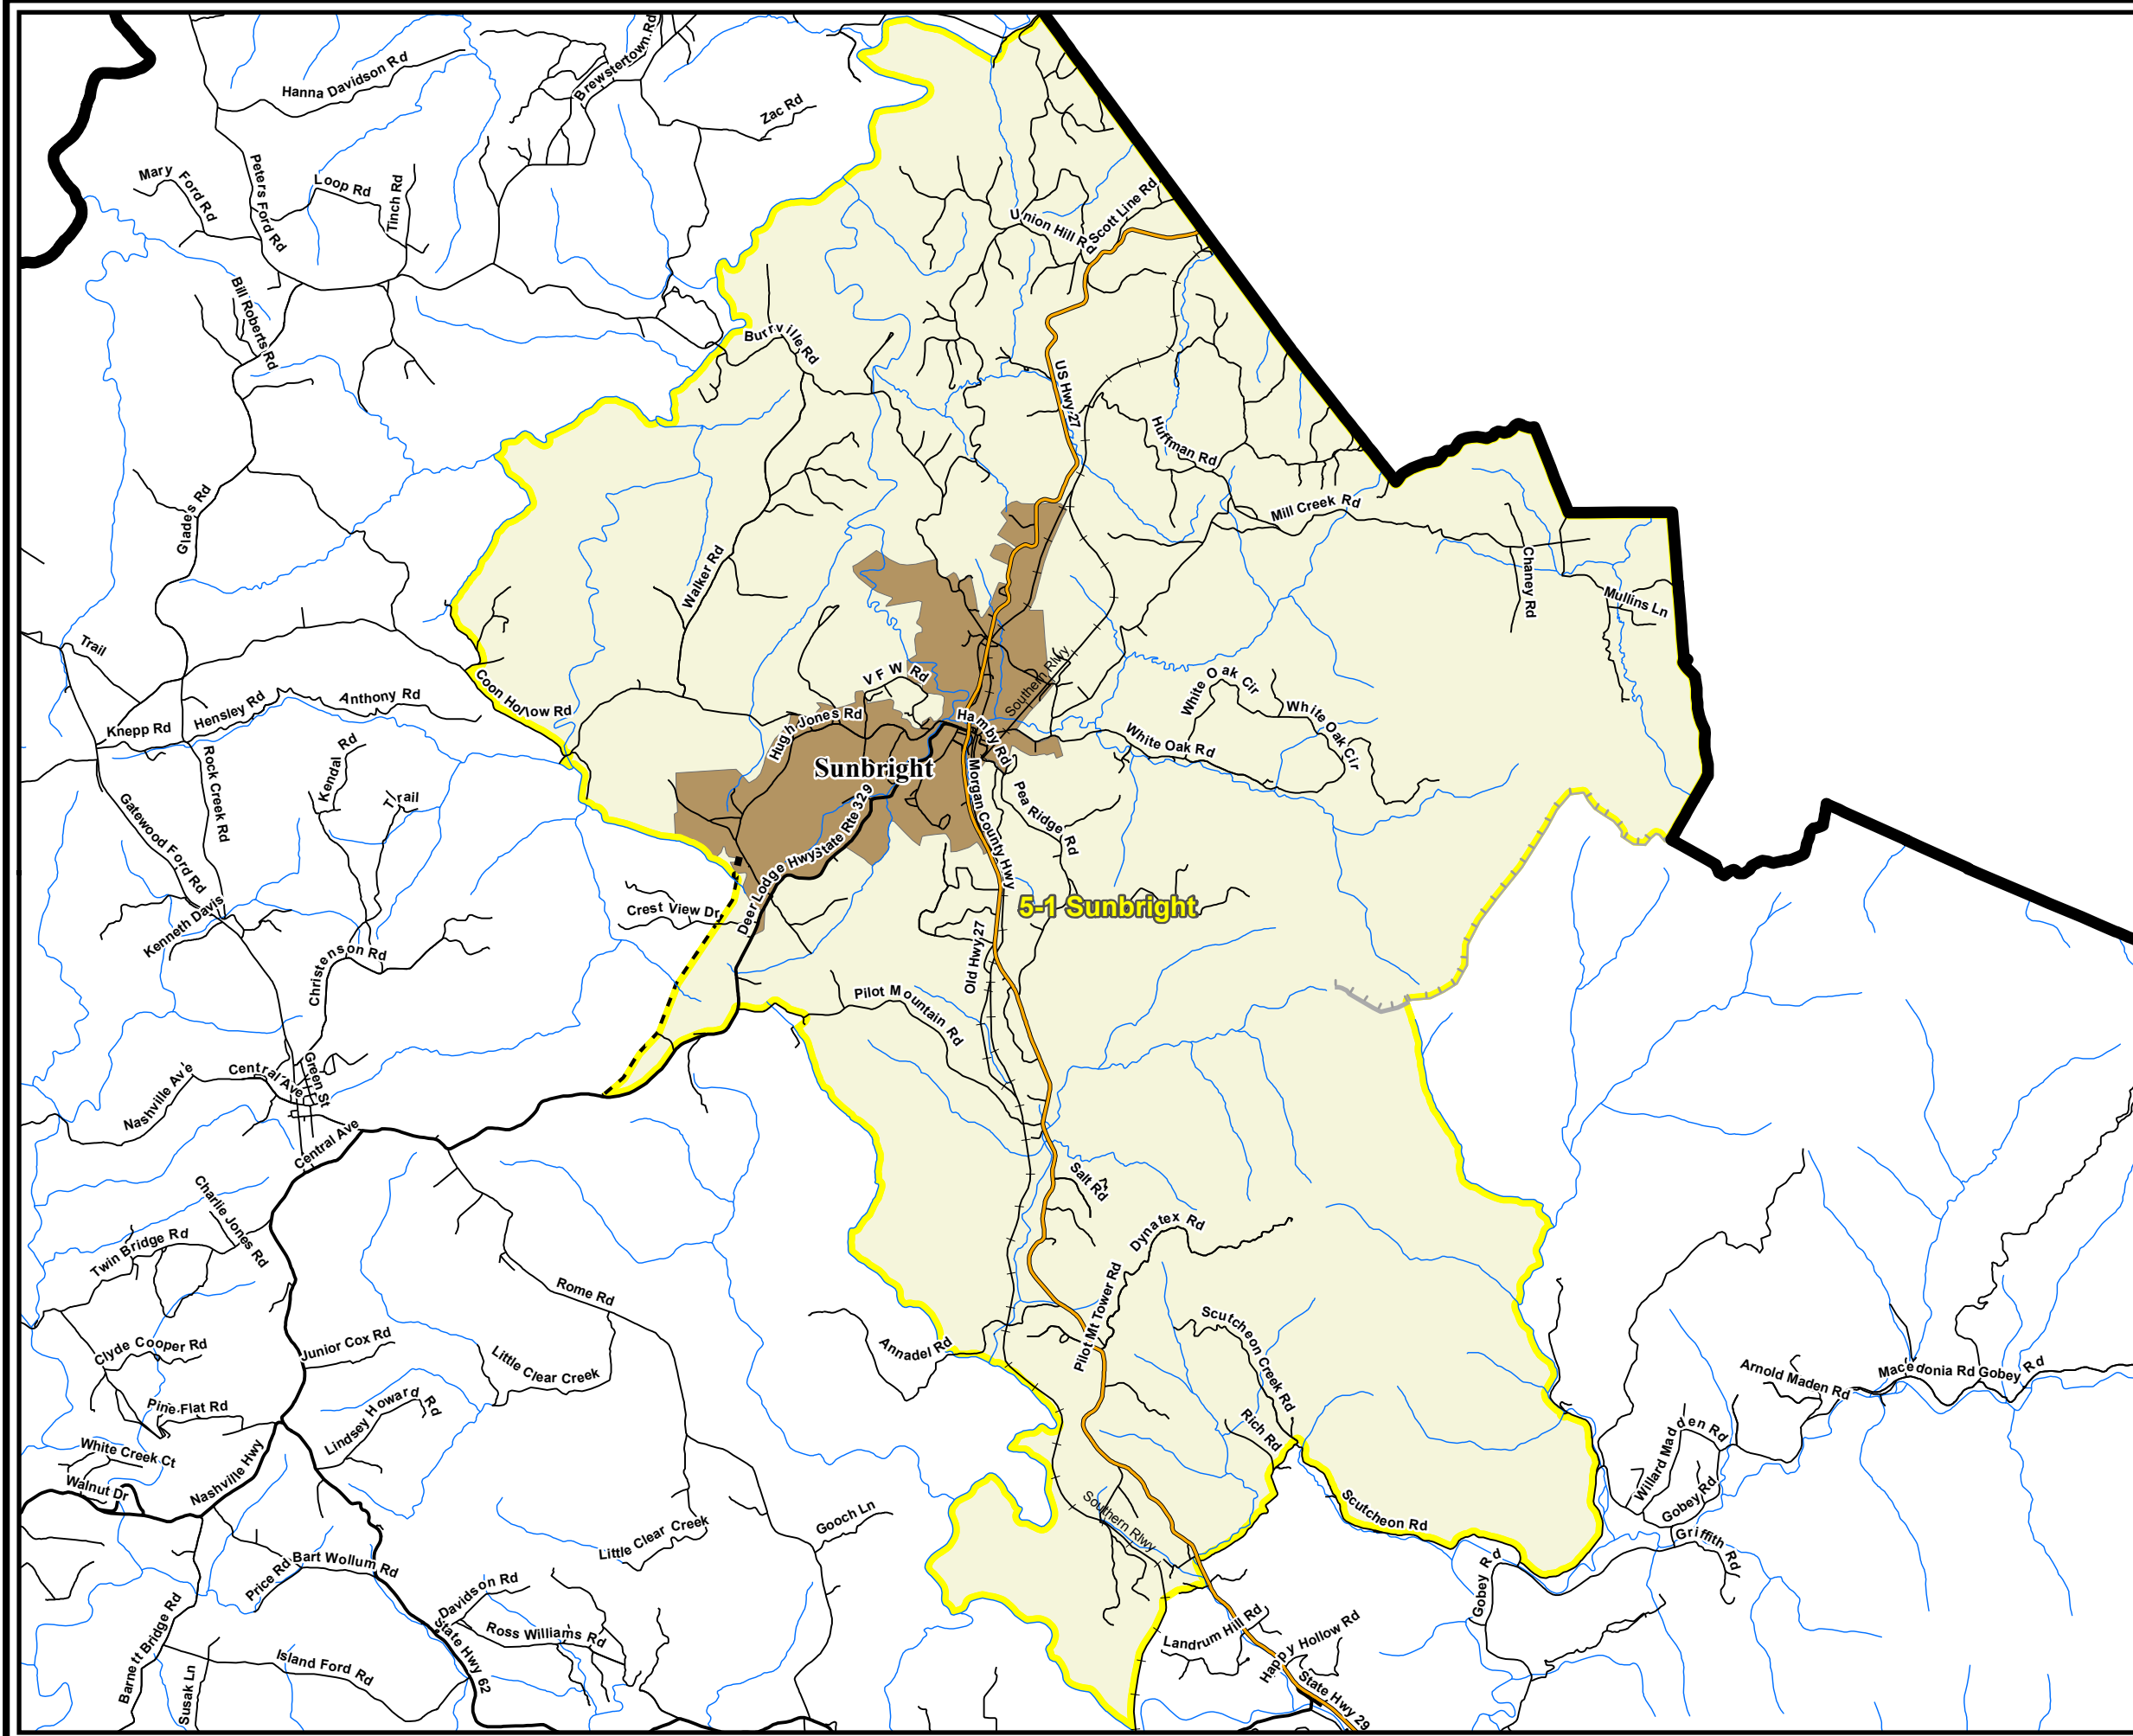 Hanna Davidson Rd
Brewstertown Rd
Zac Rd
Mary Ford Rd
Peters Ford Rd
Loop Rd
Tinch Rd
Union Hill Rd
Scott Line Rd
Bill Roberts Rd
Burrville Rd
US Hwy 27
Huffman Rd
Mill Creek Rd
Glades Rd
Walker Rd
Chaney Rd
Mullins Ln
Trail
Coon Hollow Rd
V F W Rd
Southern Rlwy
White Oak Cir
White Oak Cir
Knepp Rd
Hensley Rd
Anthony Rd
Hugh Jones Rd
Hamby Rd
White Oak Rd
Sunbright
Rock Creek Rd
Kendal Rd
Trail
Gatewood Ford Rd
State Rte 329
Deer Lodge Hwy
Morgan County Hwy
Pea Ridge Rd
Crest View Dr
5-1 Sunbright
Kenneth Davis
Christenson Rd
Old Hwy 27
Pilot Mountain Rd
Nashville Ave
Central Ave
Green St
Central Ave
Salt Rd
Charlie Jones Rd
Twin Bridge Rd
Dynatex Rd
Pilot Mt Tower Rd
Rome Rd
Scutcheon Creek Rd
Clyde Cooper Rd
Junior Cox Rd
Little Clear Creek
Annadel Rd
Arnold Maden Rd
Macedonia Rd
Gobey Rd
Pine Flat Rd
Lindsey Howard Rd
Rich Rd
Willard Madden Rd
White Creek Ct
Walnut Dr
Nashville Hwy
Gobey Rd
Scutcheon Rd
Southern Rlwy
Gooch Ln
Little Clear Creek
Griffith Rd
Price Rd
Bart Wollum Rd
Davidson Rd
Gobey Rd
Barnett Bridge Rd
State Hwy 62
Ross Williams Rd
Landrum Hill Rd
Happy Hollow Rd
Island Ford Rd
Susak Ln
State Hwy 29